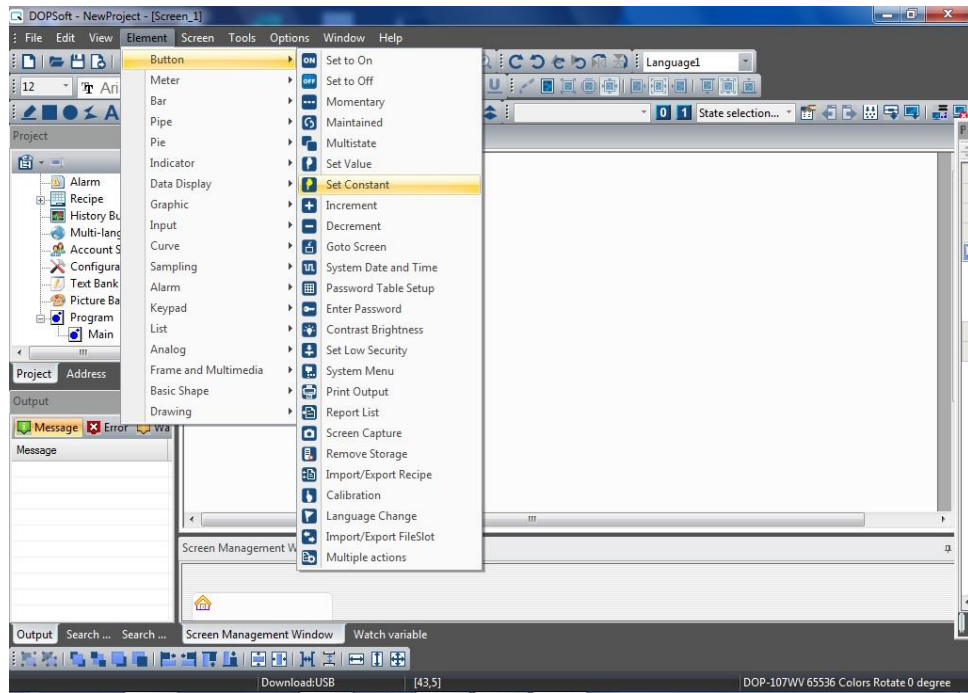 DOPSoft - NewProject - [Screen_1]
File Edit View Element Screen Tools Options Window Help
Language1
12 Ari
0 1 State selection...
Project
Alarm
Recipe
History Bu
Multi-lang
Account S
Configura
Text Bank
Picture Ba
Program
Main
Project Address
Output
Message Error Wa
Message
Button
Meter
Bar
Pipe
Pie
Indicator
Data Display
Graphic
Input
Curve
Sampling
Alarm
Keypad
List
Analog
Frame and Multimedia
Basic Shape
Drawing
ON Set to On
OFF Set to Off
Momentary
Maintained
Multistate
Set Value
Set Constant
Increment
Decrement
Goto Screen
System Date and Time
Password Table Setup
Enter Password
Contrast Brightness
Set Low Security
System Menu
Print Output
Report List
Screen Capture
Remove Storage
Import/Export Recipe
Calibration
Language Change
Import/Export FileSlot
Multiple actions
P
Screen Management W
Output Search ... Search ... Screen Management Window Watch variable
Download:USB [43,5] DOP-107WV 65536 Colors Rotate 0 degree